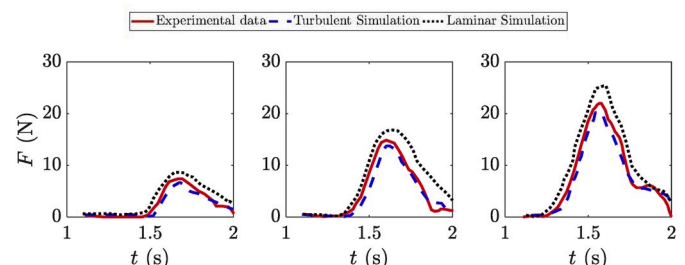 Experimental data Turbulent Simulation Laminar Simulation
30 30 30
20 20 20
F (N)
10 10 10
0 0 0
1 1.5 2 1 1.5 2 1 1.5 2
t (s) t (s) t (s)